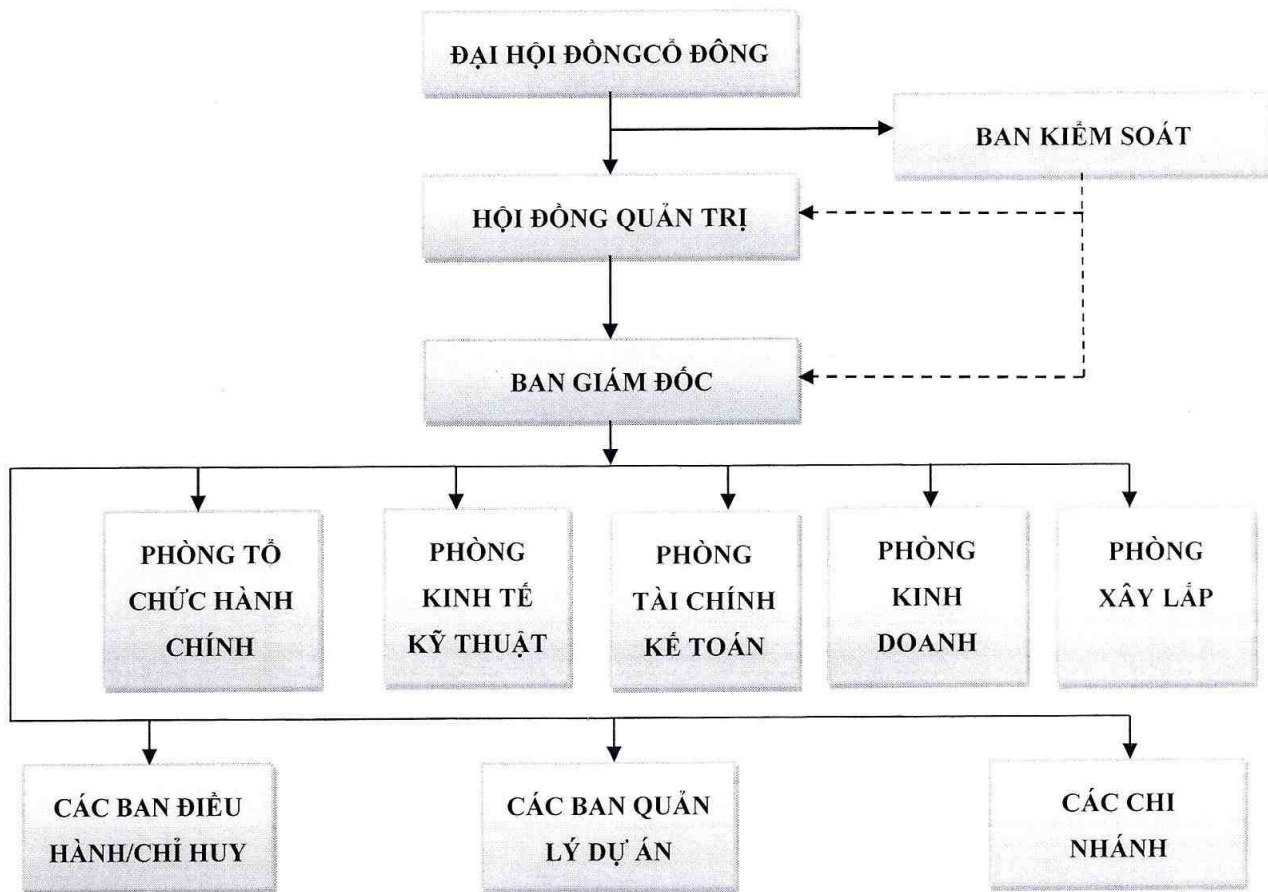 ĐẠI HỘI ĐỒNGCỔ ĐÔNG
BAN KIỂM SOÁT
HỘI ĐỒNG QUẢN TRỊ
BAN GIÁM ĐỐC
PHÒNG TỔ
CHỨC HÀNH
CHÍNH
PHÒNG
KINH TẾ
KỸ THUẬT
PHÒNG
TÀI CHÍNH
KẾ TOÁN
PHÒNG
KINH
DOANH
PHÒNG
XÂY LẮP
CÁC BAN ĐIỀU
HÀNH/CHỈ HUY
CÁC BAN QUẢN
LÝ DỰ ÁN
CÁC CHI
NHÁNH